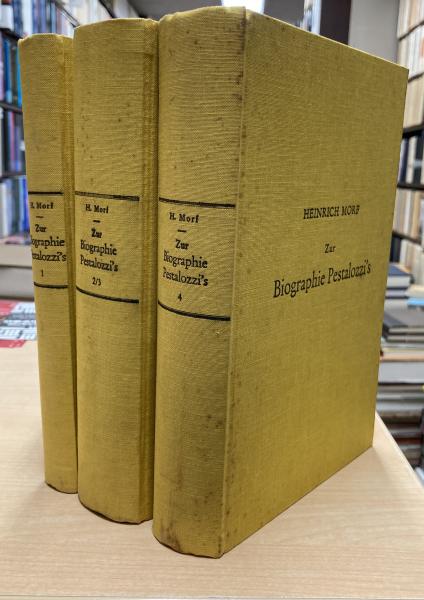 H. Morf
Zur
Biographie
Pestalozzi's
1
H. Morf
Zur
Biographie
Pestalozzi's
2/3
H. Morf
Zur
Biographie
Pestalozzi's
4
HEINRICH MORF
Zur
Biographie Pestalozzi's